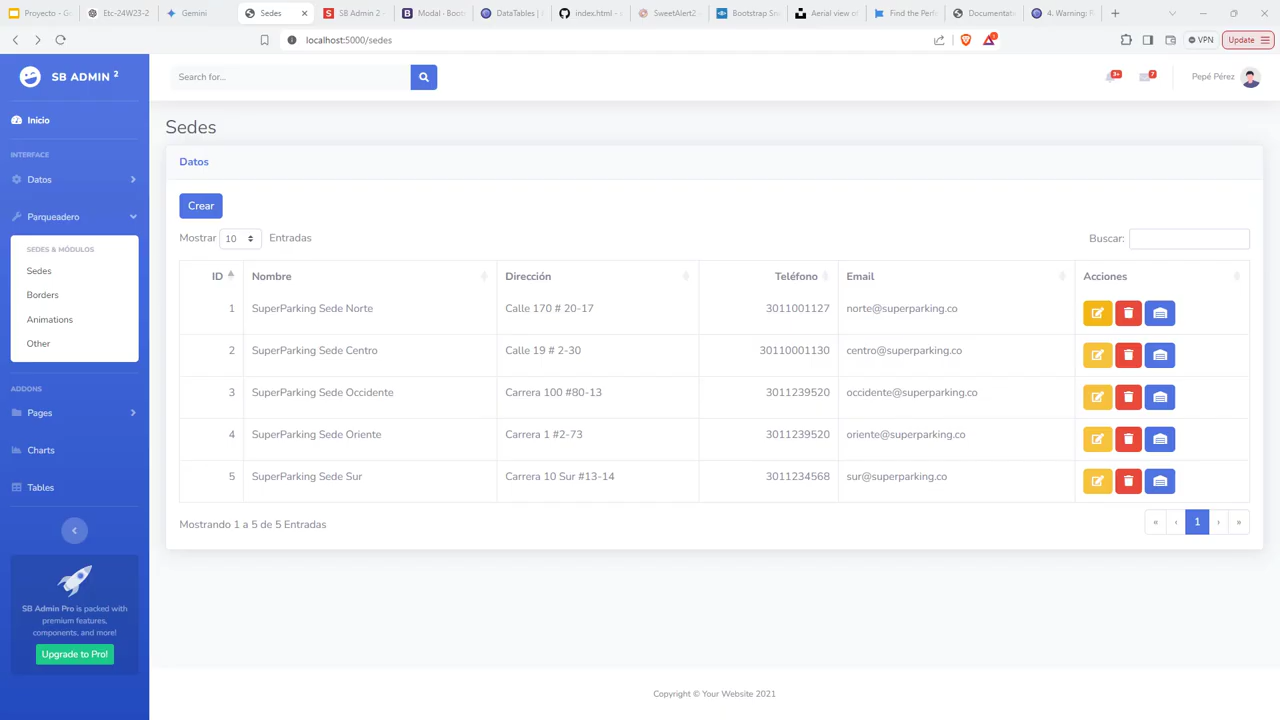 Proyecto - G
Etc-24W23-2
Gemini
Sedes
SB Admin 2
Modal · Boot
DataTables |
index.html -
SweetAlert2
Bootstrap Sni
Aerial view of
Find the Perf
Documentati
4. Warning:
localhost:5000/sedes
VPN
Update
SB ADMIN 2
Search for...
3+
7
Pepé Pérez
Inicio
INTERFACE
Datos
Parqueadero
SEDES & MÓDULOS
Sedes
Borders
Animations
Other
ADDONS
Pages
Charts
Tables
SB Admin Pro is packed with
premium features,
components, and more!
Upgrade to Pro!
Sedes
Datos
Crear
Mostrar 10 Entradas
Buscar:
ID Nombre Dirección Teléfono Email Acciones
1 SuperParking Sede Norte Calle 170 # 20-17 3011001127 norte@superparking.co
2 SuperParking Sede Centro Calle 19 # 2-30 30110001130 centro@superparking.co
3 SuperParking Sede Occidente Carrera 100 #80-13 3011239520 occidente@superparking.co
4 SuperParking Sede Oriente Carrera 1 #2-73 3011239520 oriente@superparking.co
5 SuperParking Sede Sur Carrera 10 Sur #13-14 3011234568 sur@superparking.co
Mostrando 1 a 5 de 5 Entradas
« ‹ 1 › »
Copyright © Your Website 2021